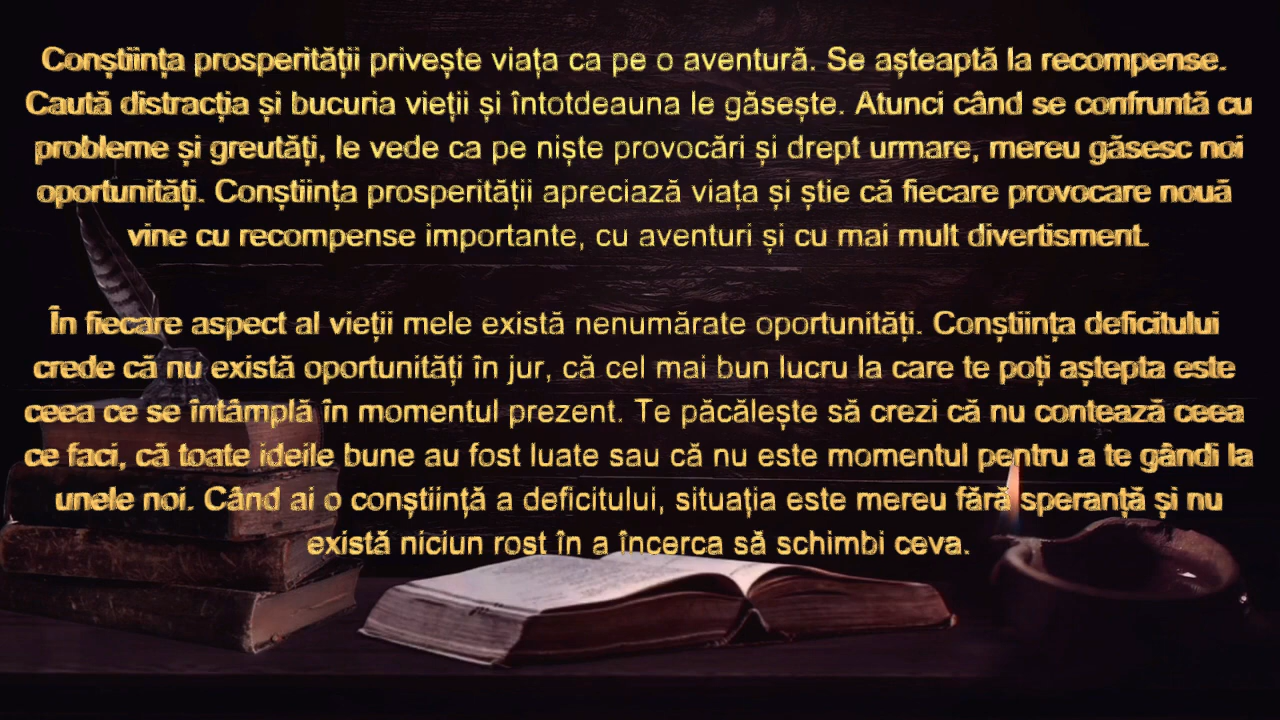 Conștiința prosperității privește viața ca pe o aventură. Se așteaptă la recompense.
Caută distracția și bucuria vieții și întotdeauna le găsește. Atunci când se confruntă cu
probleme și greutăți, le vede ca pe niște provocări și drept urmare, mereu găsesc noi
oportunități. Conștiința prosperității apreciază viața și știe că fiecare provocare nouă
vine cu recompense importante, cu aventuri și cu mai mult divertisment.
În fiecare aspect al vieții mele există nenumărate oportunități. Conștiința deficitului
crede că nu există oportunități în jur, că cel mai bun lucru la care te poți aștepta este
ceea ce se întâmplă în momentul prezent. Te păcălește să crezi că nu contează ceea
ce faci, că toate ideile bune au fost luate sau că nu este momentul pentru a te gândi la
unele noi. Când ai o conștiință a deficitului, situația este mereu fără speranță și nu
există niciun rost în a încerca să schimbi ceva.